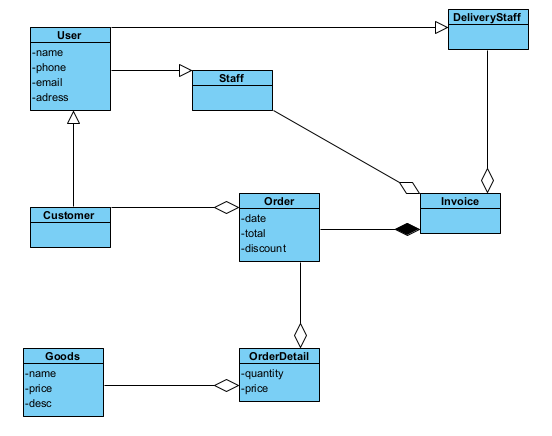 DeliveryStaff
User
-name
-phone
-email
-adress
Staff
Customer
Order
-date
-total
-discount
Invoice
Goods
-name
-price
-desc
OrderDetail
-quantity
-price